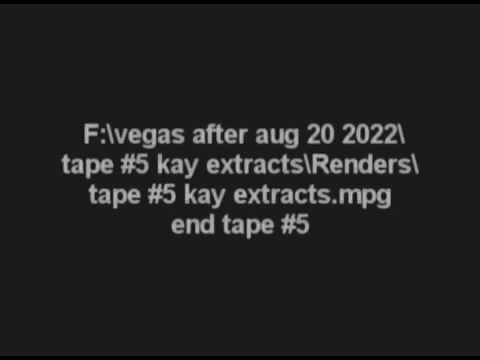 F:\vegas after aug 20 2022\
tape #5 kay extracts\Renders\
tape #5 kay extracts.mpg
end tape #5